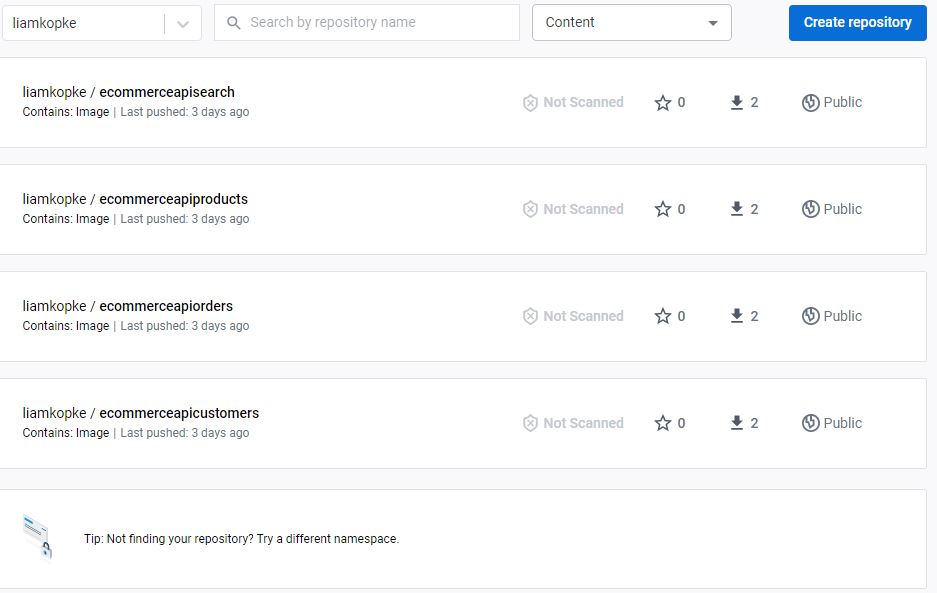 liamkopke
Search by repository name
Content
Create repository
liamkopke / ecommerceapisearch
Contains: Image | Last pushed: 3 days ago
Not Scanned
0
2
Public
liamkopke / ecommerceapiproducts
Contains: Image | Last pushed: 3 days ago
Not Scanned
0
2
Public
liamkopke / ecommerceapiorders
Contains: Image | Last pushed: 3 days ago
Not Scanned
0
2
Public
liamkopke / ecommerceapicustomers
Contains: Image | Last pushed: 3 days ago
Not Scanned
0
2
Public
Tip: Not finding your repository? Try a different namespace.